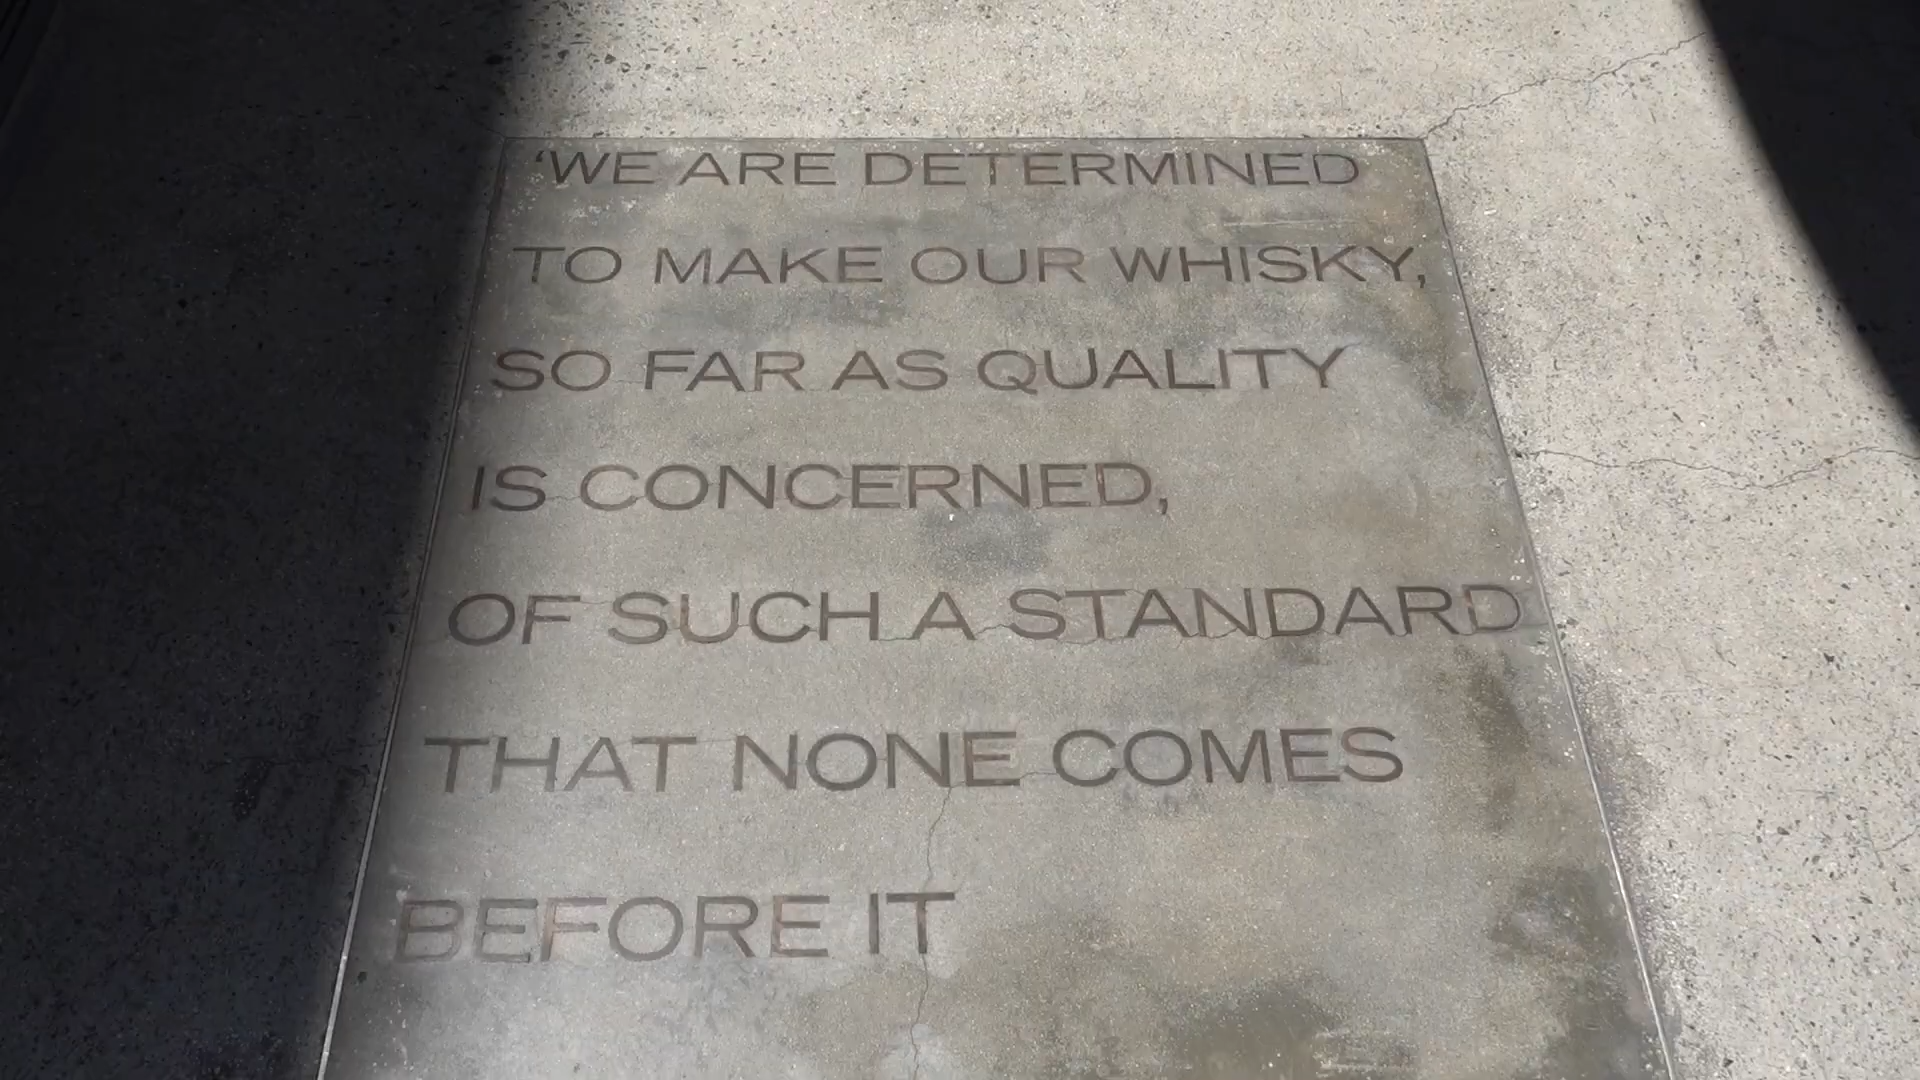 ‘WE ARE DETERMINED
TO MAKE OUR WHISKY,
SO FAR AS QUALITY
IS CONCERNED,
OF SUCH A STANDARD
THAT NONE COMES
BEFORE IT